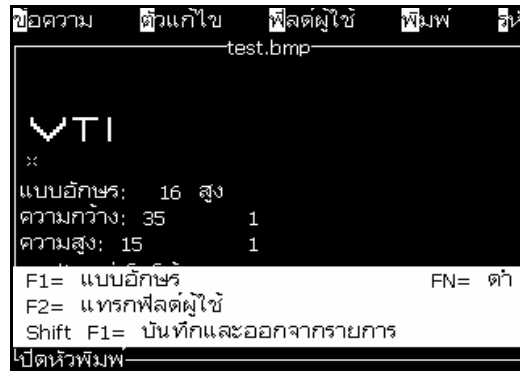 ข้อความ ตัวแก้ไข ฟิลด์ผู้ใช้ พิมพ์
test.bmp
VTI
แบบอักษร: 16 สูง
ความกว้าง: 35 1
ความสูง: 15 1
F1= แบบอักษร FN= ดำ
F2= แทรกฟิลด์ผู้ใช้
Shift F1= บันทึกและออกจากรายการ
ปิดหัวพิมพ์